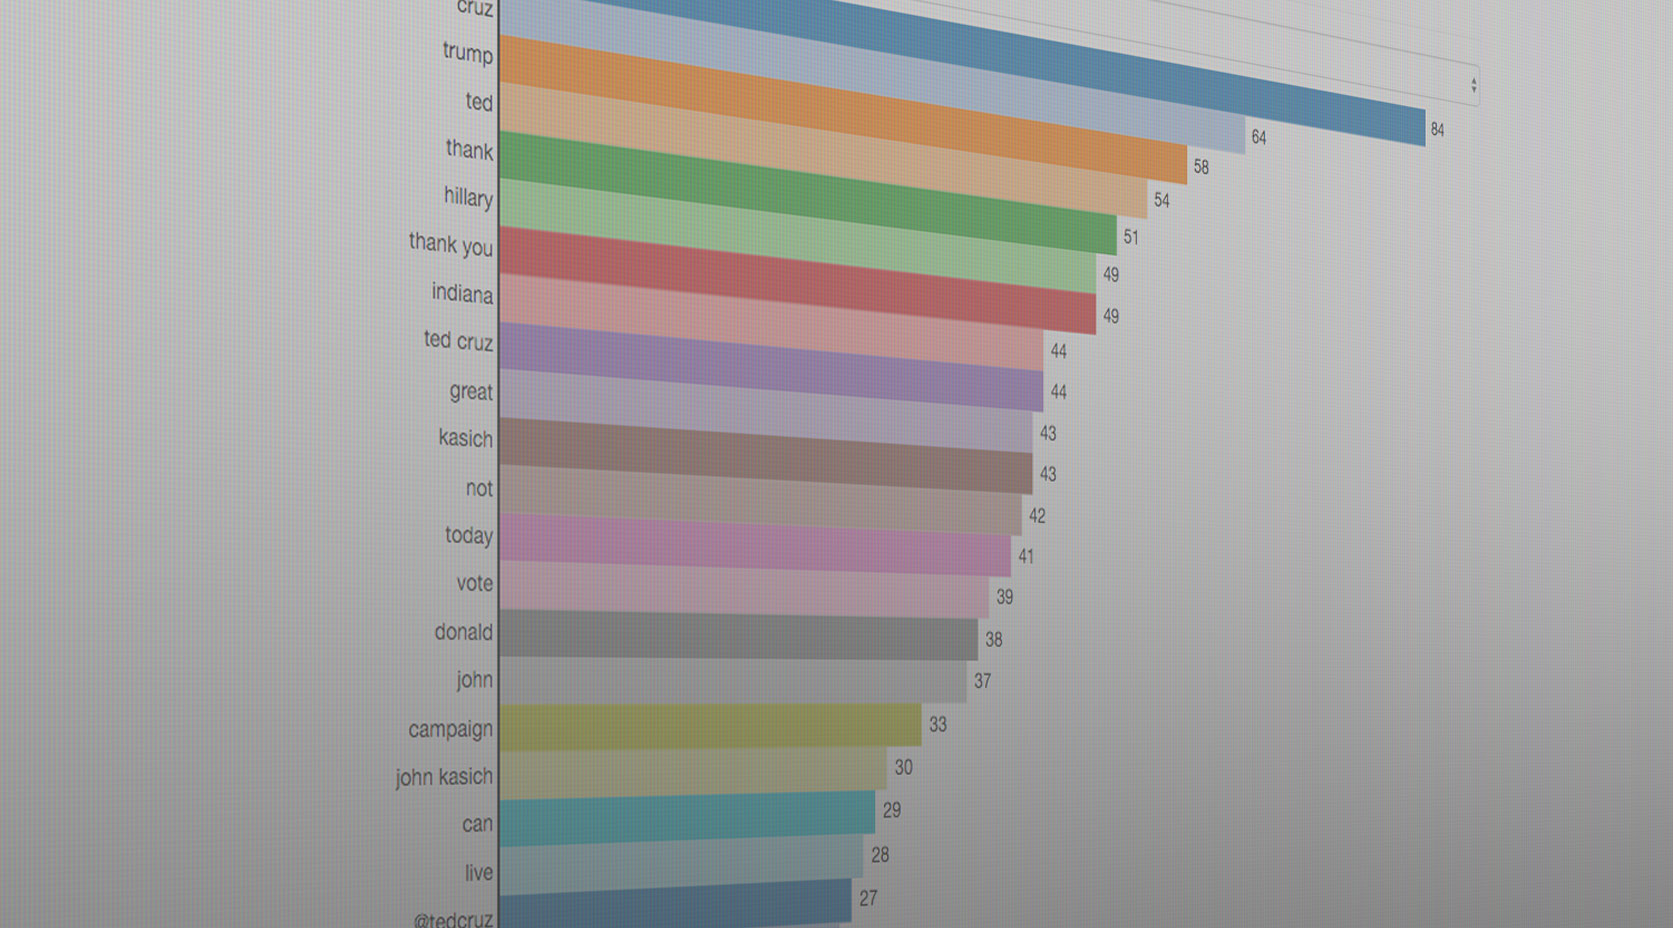 84
cruz 64
trump 58
ted 54
thank 51
hillary 49
thank you 49
indiana 44
ted cruz 44
great 43
kasich 43
not 42
today 41
vote 39
donald 38
john 37
campaign 33
john kasich 30
can 29
live 28
@tedcruz 27